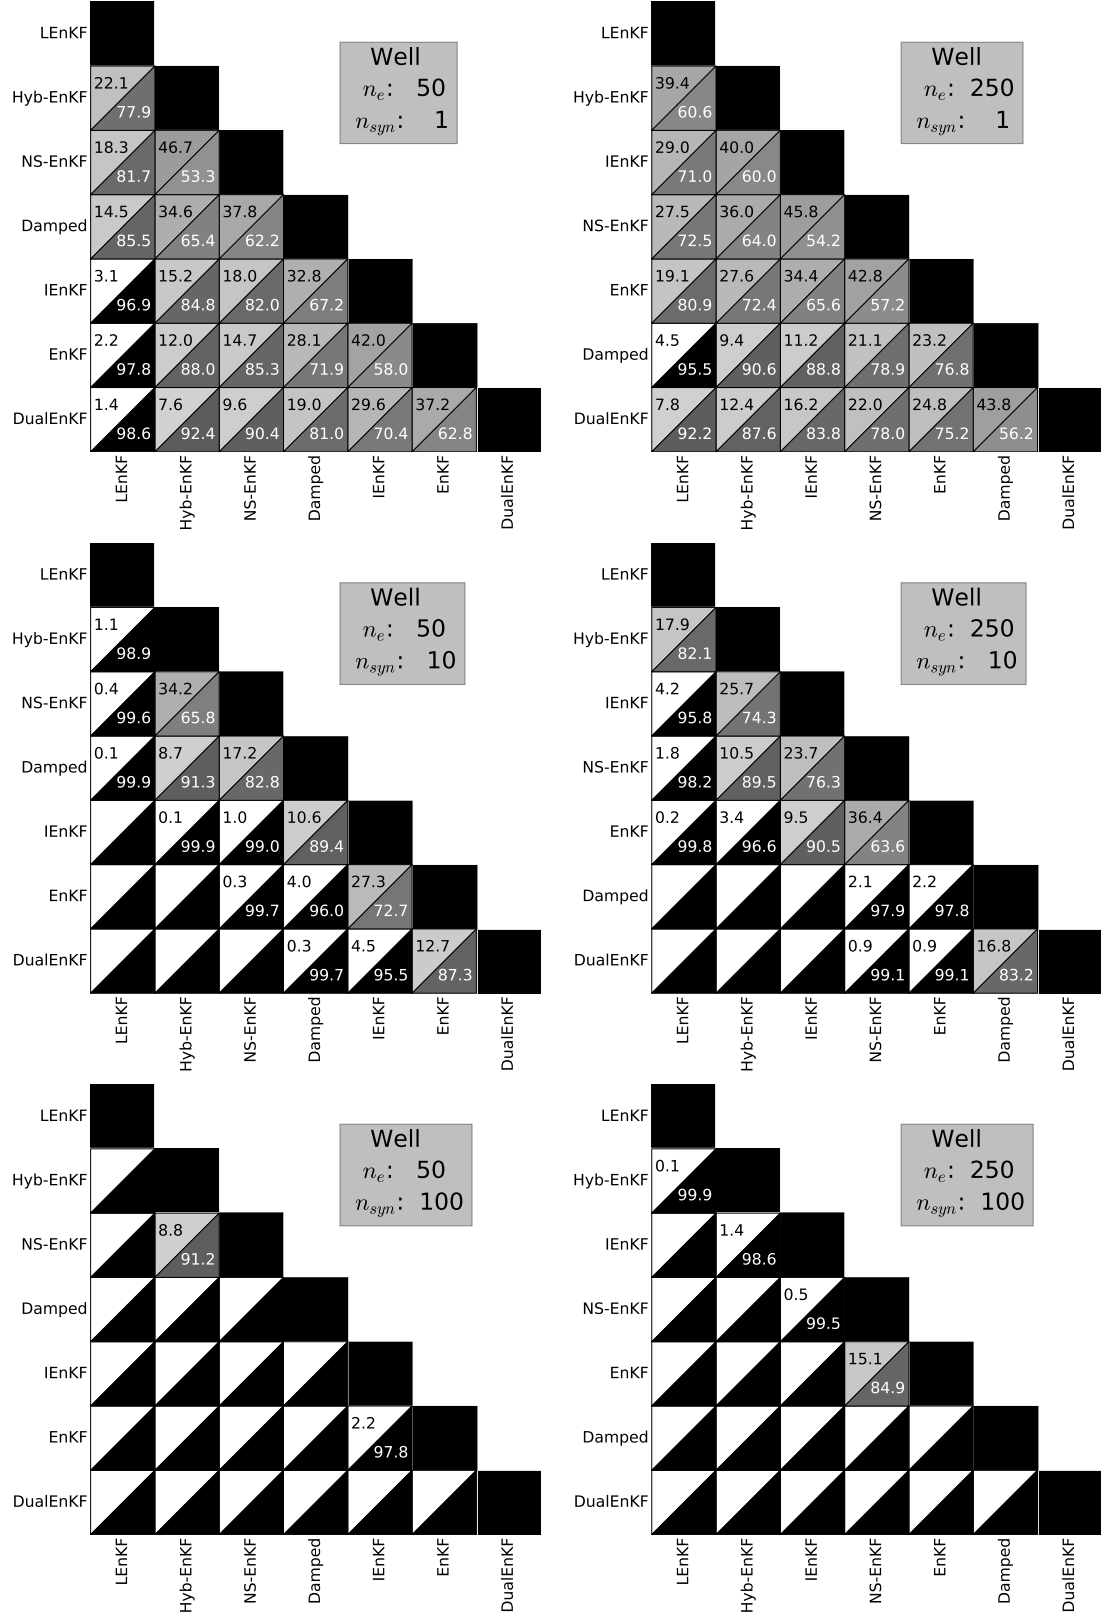 LEnKF
Well
n_e: 50
n_syn: 1
Hyb-EnKF 22.1 77.9
NS-EnKF 18.3 81.7 46.7 53.3
Damped 14.5 85.5 34.6 65.4 37.8 62.2
IEnKF 3.1 96.9 15.2 84.8 18.0 82.0 32.8 67.2
EnKF 2.2 97.8 12.0 88.0 14.7 85.3 28.1 71.9 42.0 58.0
DualEnKF 1.4 98.6 7.6 92.4 9.6 90.4 19.0 81.0 29.6 70.4 37.2 62.8
LEnKF Hyb-EnKF NS-EnKF Damped IEnKF EnKF DualEnKF
LEnKF
Well
n_e: 250
n_syn: 1
Hyb-EnKF 39.4 60.6
IEnKF 29.0 71.0 40.0 60.0
NS-EnKF 27.5 72.5 36.0 64.0 45.8 54.2
EnKF 19.1 80.9 27.6 72.4 34.4 65.6 42.8 57.2
Damped 4.5 95.5 9.4 90.6 11.2 88.8 21.1 78.9 23.2 76.8
DualEnKF 7.8 92.2 12.4 87.6 16.2 83.8 22.0 78.0 24.8 75.2 43.8 56.2
LEnKF Hyb-EnKF IEnKF NS-EnKF EnKF Damped DualEnKF
LEnKF
Well
n_e: 50
n_syn: 10
Hyb-EnKF 1.1 98.9
NS-EnKF 0.4 99.6 34.2 65.8
Damped 0.1 99.9 8.7 91.3 17.2 82.8
IEnKF 0.1 99.9 1.0 99.0 10.6 89.4
EnKF 0.3 99.7 4.0 96.0 27.3 72.7
DualEnKF 0.3 99.7 4.5 95.5 12.7 87.3
LEnKF Hyb-EnKF NS-EnKF Damped IEnKF EnKF DualEnKF
LEnKF
Well
n_e: 250
n_syn: 10
Hyb-EnKF 17.9 82.1
IEnKF 4.2 95.8 25.7 74.3
NS-EnKF 1.8 98.2 10.5 89.5 23.7 76.3
EnKF 0.2 99.8 3.4 96.6 9.5 90.5 36.4 63.6
Damped 2.1 97.9 2.2 97.8
DualEnKF 0.9 99.1 0.9 99.1 16.8 83.2
LEnKF Hyb-EnKF IEnKF NS-EnKF EnKF Damped DualEnKF
LEnKF
Well
n_e: 50
n_syn: 100
Hyb-EnKF
NS-EnKF 8.8 91.2
Damped
IEnKF
EnKF 2.2 97.8
DualEnKF
LEnKF Hyb-EnKF NS-EnKF Damped IEnKF EnKF DualEnKF
LEnKF
Well
n_e: 250
n_syn: 100
Hyb-EnKF 0.1 99.9
IEnKF 1.4 98.6
NS-EnKF 0.5 99.5
EnKF 15.1 84.9
Damped
DualEnKF
LEnKF Hyb-EnKF IEnKF NS-EnKF EnKF Damped DualEnKF